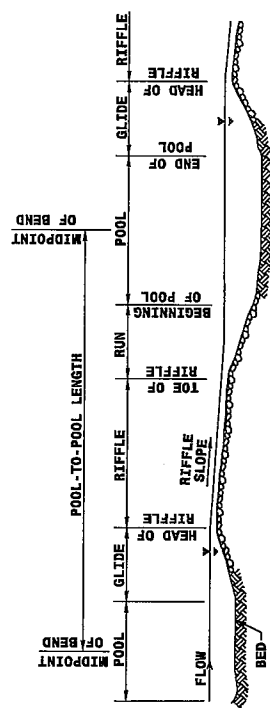 POOL-TO-POOL LENGTH
MIDPOINT
OF BEND
MIDPOINT
OF BEND
POOL
GLIDE
RIFFLE
RUN
POOL
GLIDE
RIFFLE
HEAD OF
RIFFLE
TOE OF
RIFFLE
BEGINNING
OF POOL
END OF
POOL
HEAD OF
RIFFLE
FLOW
RIFFLE
SLOPE
BED